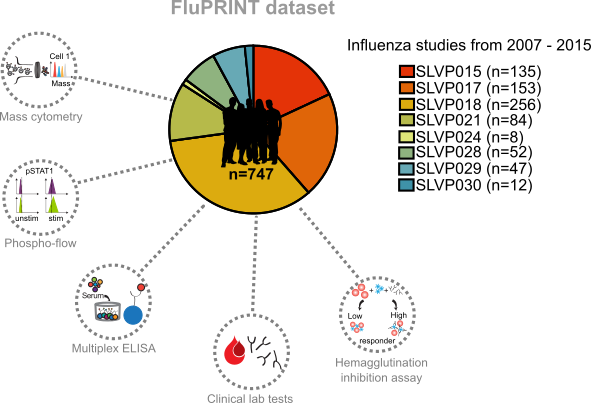 FluPRINT dataset
Influenza studies from 2007 - 2015
SLVP015 (n=135)
SLVP017 (n=153)
SLVP018 (n=256)
SLVP021 (n=84)
SLVP024 (n=8)
SLVP028 (n=52)
SLVP029 (n=47)
SLVP030 (n=12)
n=747
Cell 1
Mass
Mass cytometry
pSTAT1
unstim stim
Phospho-flow
Serum
Multiplex ELISA
Clinical lab tests
+ +
Low High
responder
Hemagglutination
inhibition assay